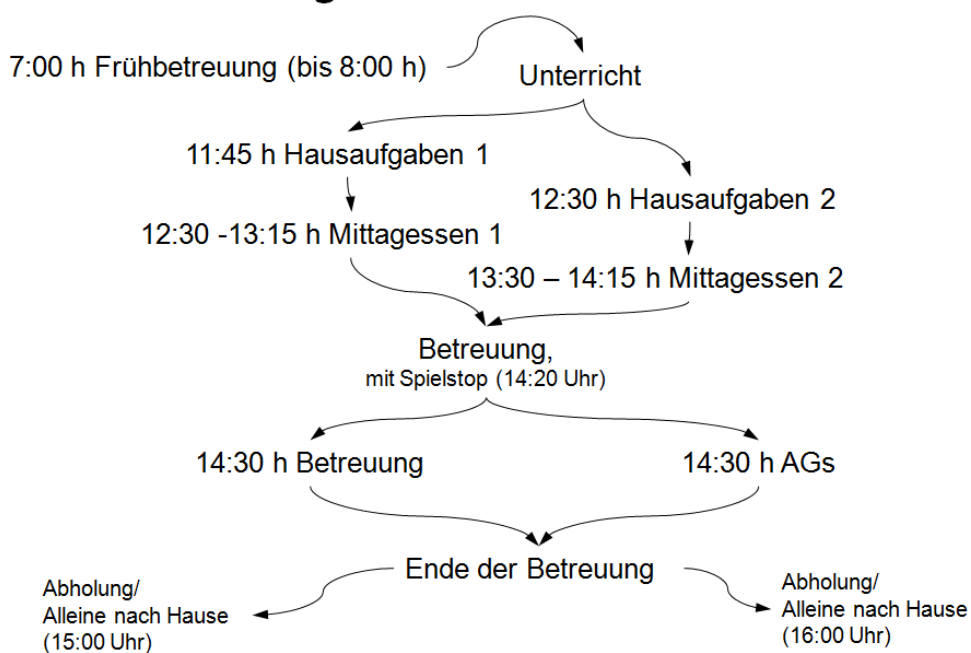 7:00 h Frühbetreuung (bis 8:00 h)
Unterricht
11:45 h Hausaufgaben 1
12:30 h Hausaufgaben 2
12:30 -13:15 h Mittagessen 1
13:30 – 14:15 h Mittagessen 2
Betreuung,
mit Spielstop (14:20 Uhr)
14:30 h Betreuung
14:30 h AGs
Ende der Betreuung
Abholung/
Alleine nach Hause
(15:00 Uhr)
Abholung/
Alleine nach Hause
(16:00 Uhr)